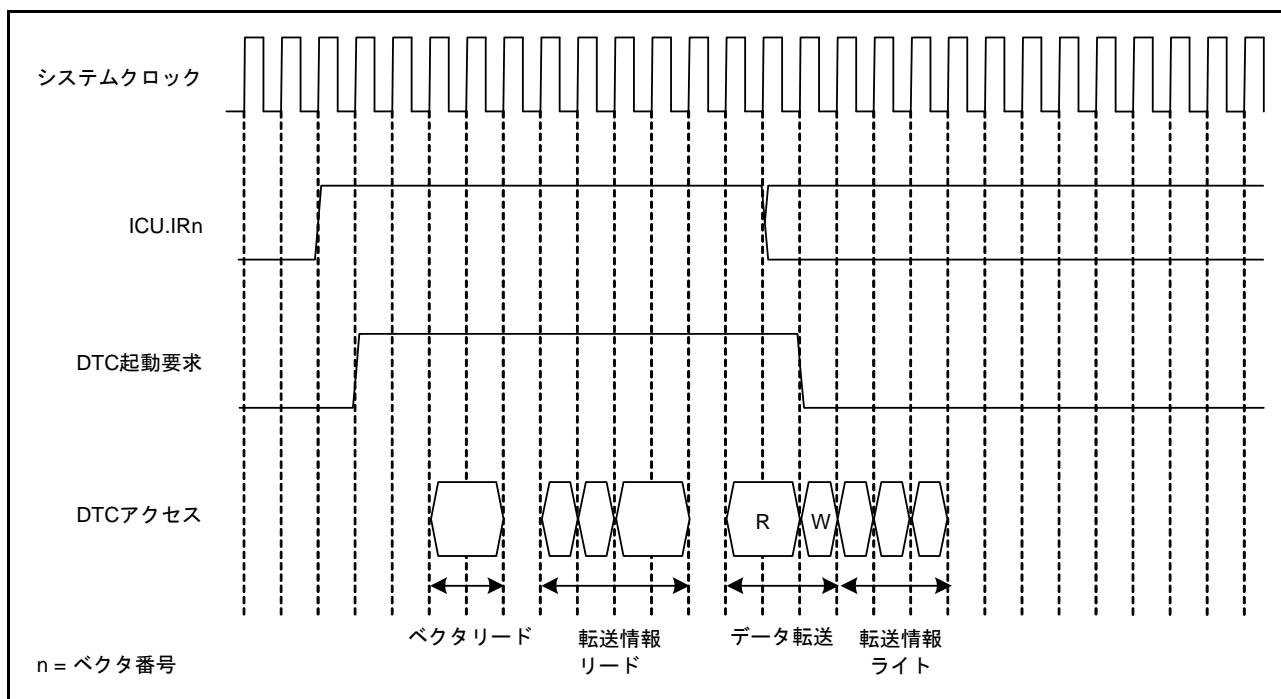 システムクロック
ICU.IRn
DTC起動要求
DTCアクセス
R
W
ベクタリード
転送情報
リード
データ転送
転送情報
ライト
n = ベクタ番号